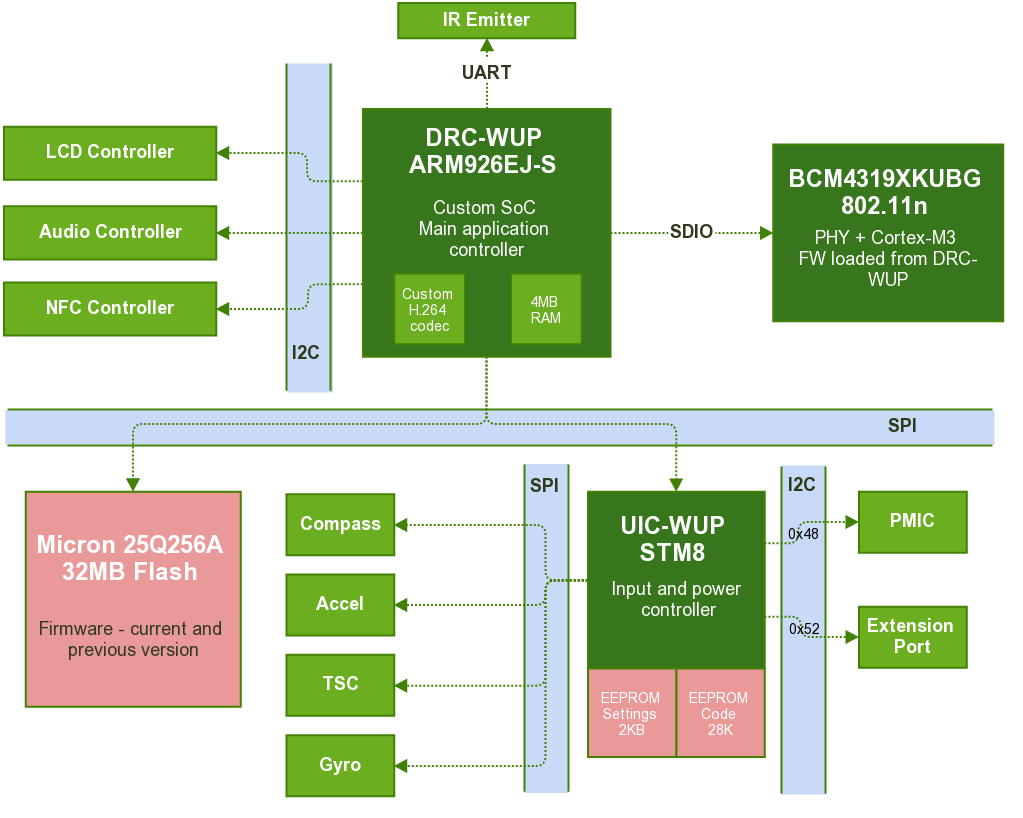 IR Emitter
UART
DRC-WUP
ARM926EJ-S
Custom SoC
Main application
controller
Custom
H.264
codec
4MB
RAM
LCD Controller
Audio Controller
NFC Controller
I2C
SDIO
BCM4319XKUBG
802.11n
PHY + Cortex-M3
FW loaded from DRC-
WUP
SPI
Micron 25Q256A
32MB Flash
Firmware - current and
previous version
Compass
Accel
TSC
Gyro
SPI
UIC-WUP
STM8
Input and power
controller
EEPROM
Settings
2KB
EEPROM
Code
28K
I2C
0x48
0x52
PMIC
Extension
Port